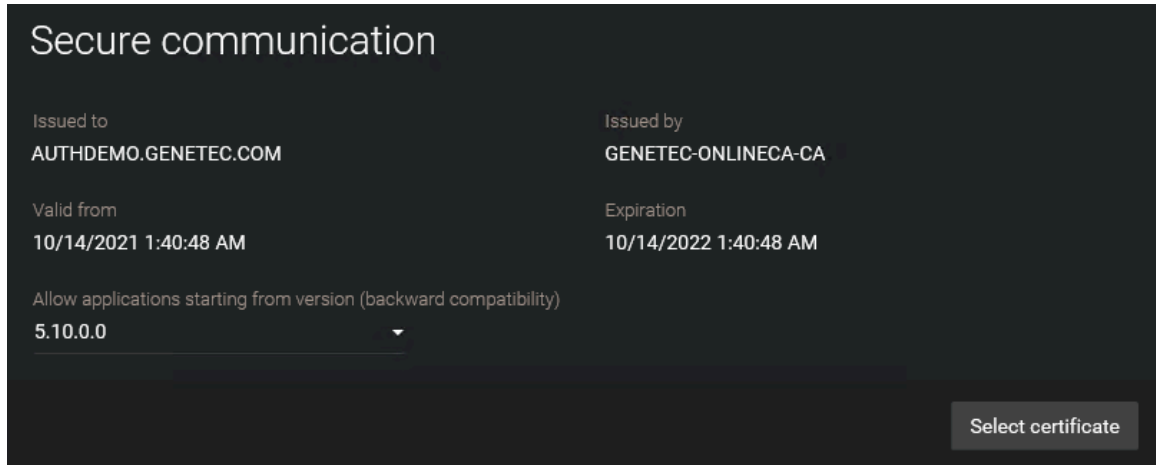 Secure communication
Issued to
AUTHDEMO.GENETEC.COM
Issued by
GENETEC-ONLINECA-CA
Valid from
10/14/2021 1:40:48 AM
Expiration
10/14/2022 1:40:48 AM
Allow applications starting from version (backward compatibility)
5.10.0.0
Select certificate